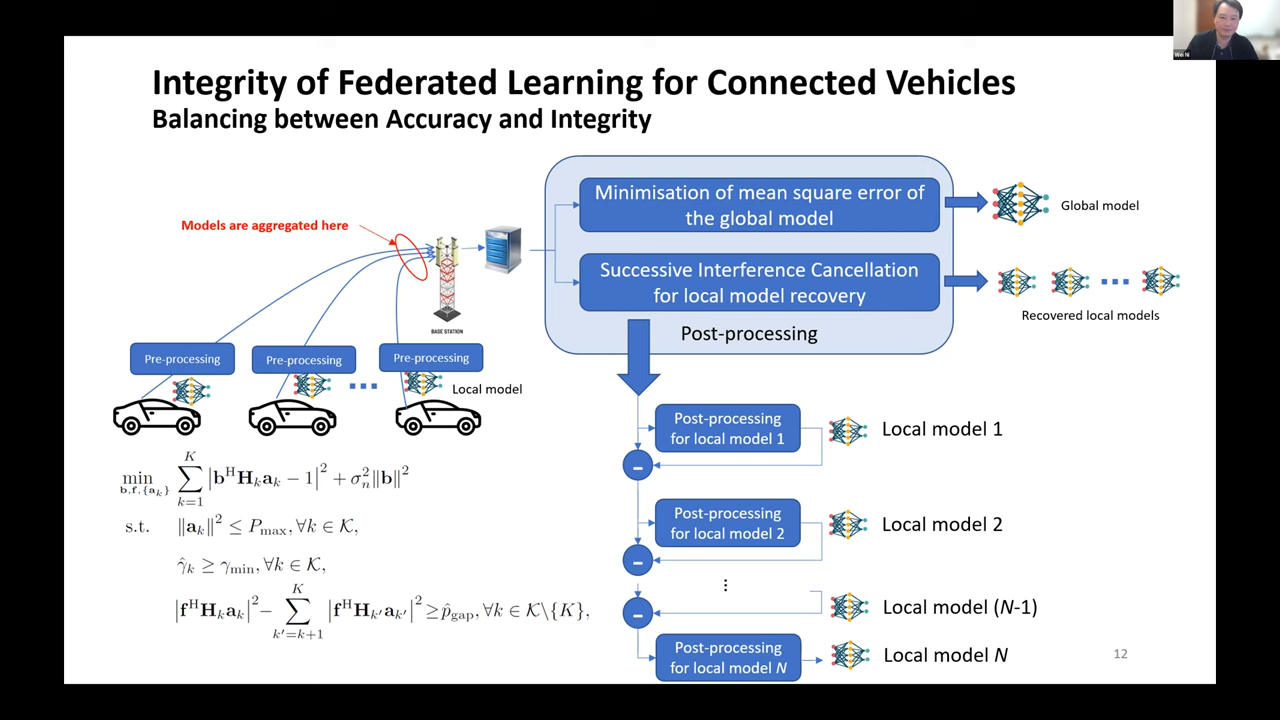 Wei Ni
Integrity of Federated Learning for Connected Vehicles
Balancing between Accuracy and Integrity
Models are aggregated here
BASE STATION
Pre-processing
Pre-processing
Pre-processing
Local model
Minimisation of mean square error of
the global model
Successive Interference Cancellation
for local model recovery
Post-processing
Global model
Recovered local models
Post-processing
for local model 1
Local model 1
-
Post-processing
for local model 2
Local model 2
-
⋮
-
Local model (N-1)
Post-processing
for local model N
Local model N
min_{b,f,{a_k}} ∑_{k=1}^{K} |b^H H_k a_k − 1|^2 + σ_n^2 ‖b‖^2
s.t. ‖a_k‖^2 ≤ P_max, ∀k ∈ 𝒦,
γ̂_k ≥ γ_min, ∀k ∈ 𝒦,
|f^H H_k a_k|^2 − ∑_{k'=k+1}^{K} |f^H H_{k'} a_{k'}|^2 ≥ p̂_gap, ∀k ∈ 𝒦\{K},
12